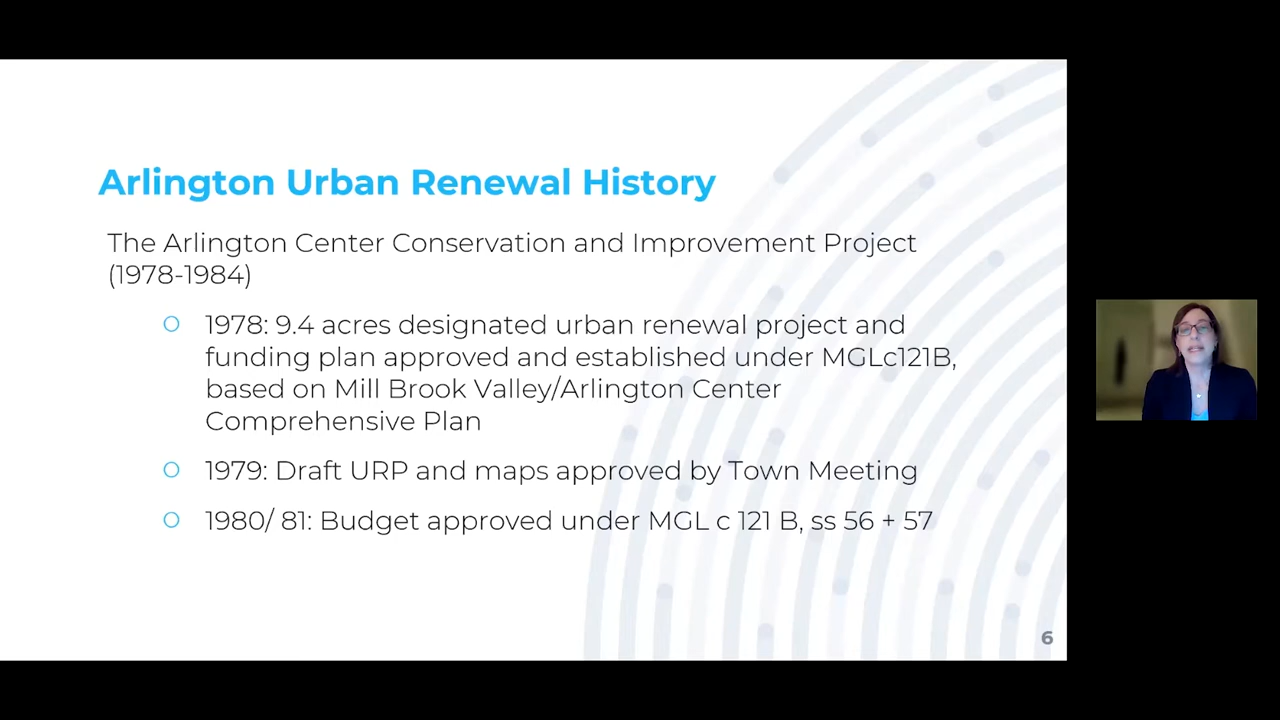 Arlington Urban Renewal History
The Arlington Center Conservation and Improvement Project
(1978-1984)
1978: 9.4 acres designated urban renewal project and
funding plan approved and established under MGLc121B,
based on Mill Brook Valley/Arlington Center
Comprehensive Plan
1979: Draft URP and maps approved by Town Meeting
1980/ 81: Budget approved under MGL c 121 B, ss 56 + 57
6